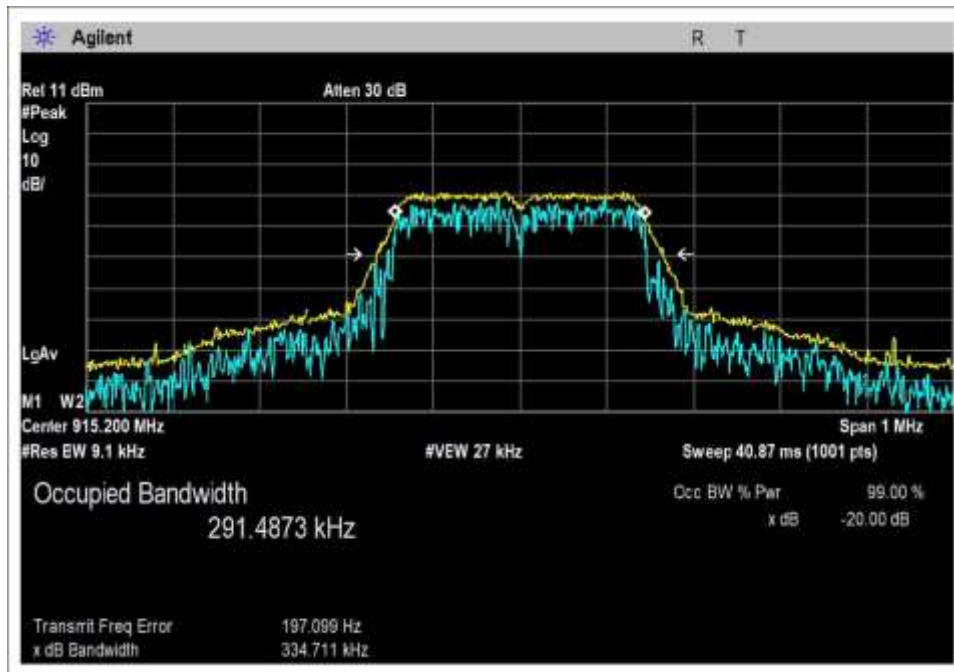 Agilent
R T
Ref 11 dBm Atten 30 dB
#Peak
Log
10
dB/
LgAv
M1 W2
Center 915.200 MHz Span 1 MHz
#Res BW 9.1 kHz #VBW 27 kHz Sweep 40.87 ms (1001 pts)
Occupied Bandwidth Occ BW % Pwr 99.00 %
291.4873 kHz x dB -20.00 dB
Transmit Freq Error 197.099 Hz
x dB Bandwidth 334.711 kHz